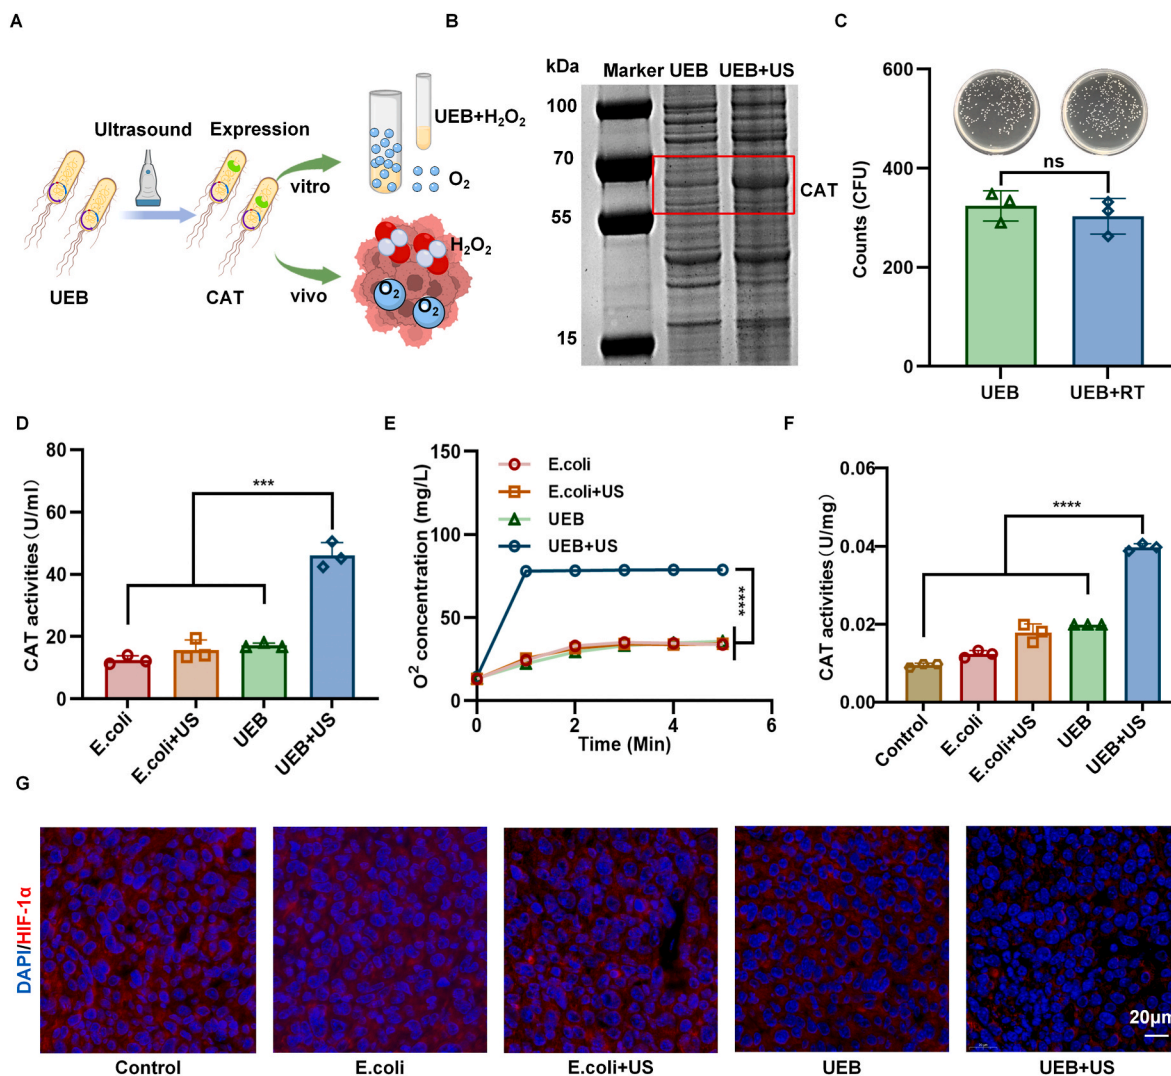 A
Ultrasound
Expression
UEB
CAT
vitro
vivo
UEB+H₂O₂
O₂
H₂O₂
O₂
O₂
B
kDa
Marker UEB UEB+US
100
70
55
15
CAT
C
Counts (CFU)
600
400
200
0
ns
UEB
UEB+RT
D
CAT activities (U/ml)
80
60
40
20
0
***
E.coli
E.coli+US
UEB
UEB+US
E
O² concentration (mg/L)
150
100
50
0
E.coli
E.coli+US
UEB
UEB+US
****
0 2 4 6
Time (Min)
F
CAT activities (U/mg)
0.06
0.04
0.02
0.00
****
Control
E.coli
E.coli+US
UEB
UEB+US
G
DAPI/HIF-1α
20μm
Control
E.coli
E.coli+US
UEB
UEB+US